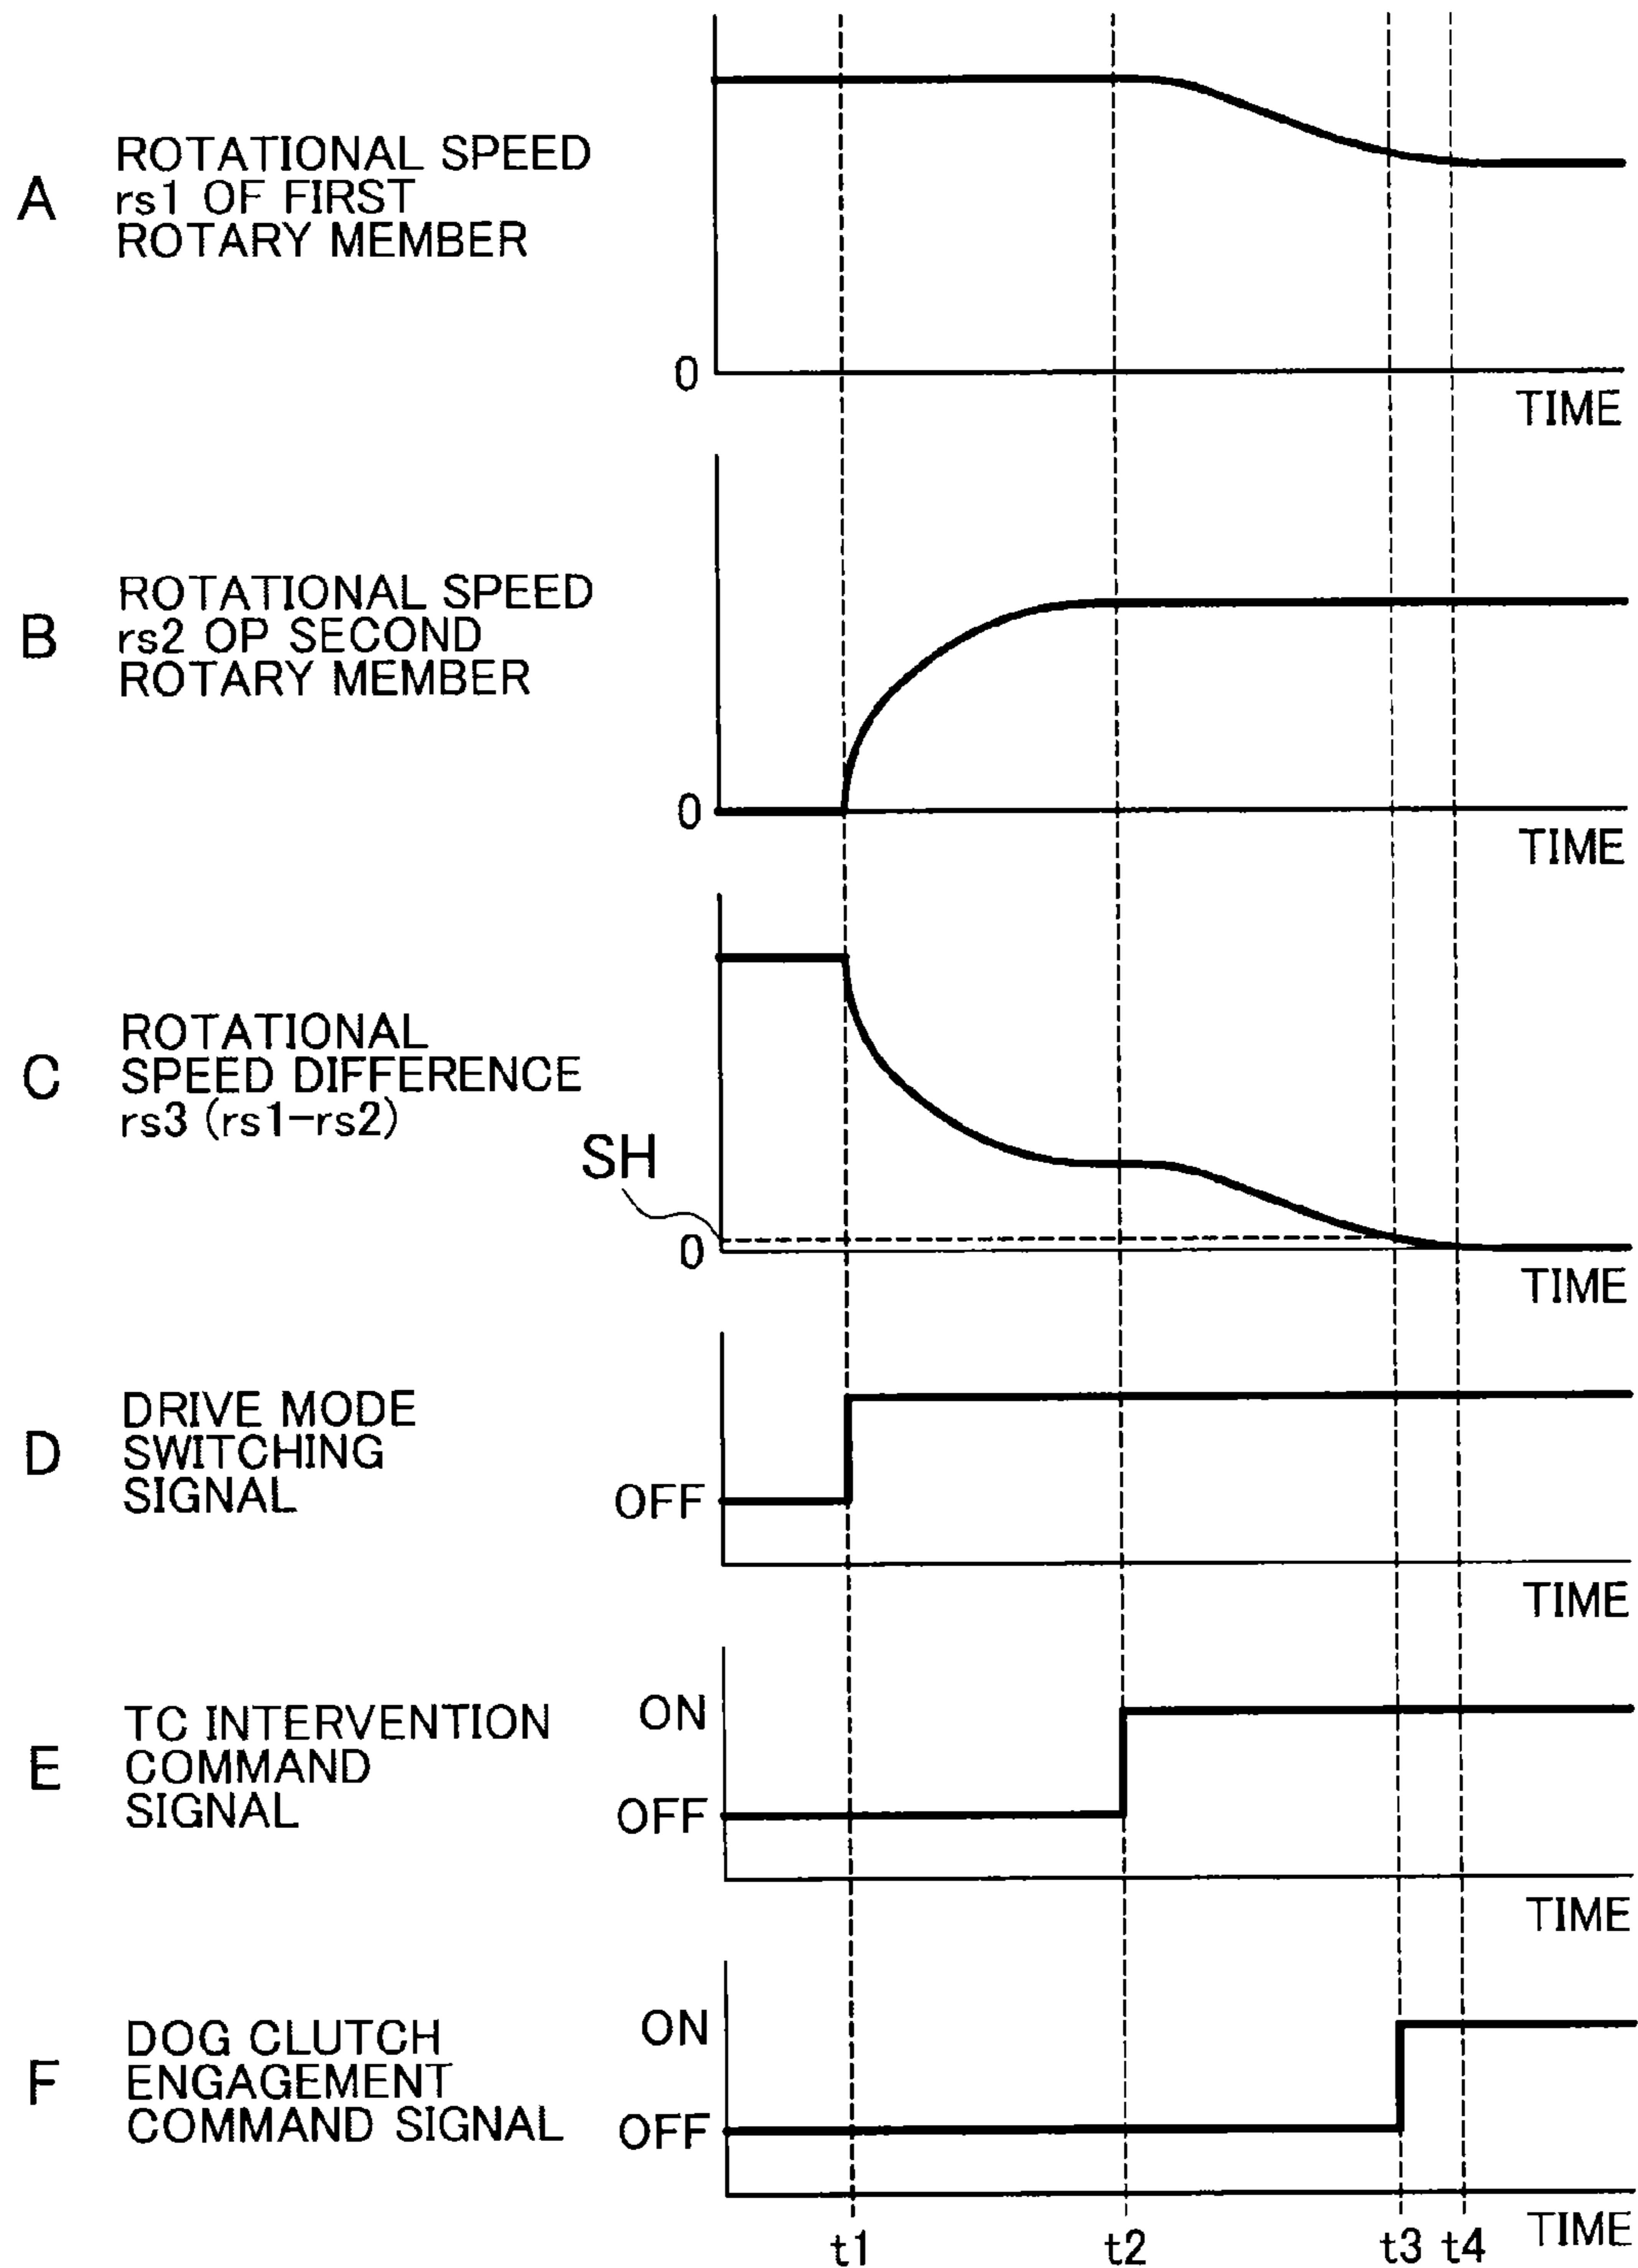 A
ROTATIONAL SPEED
rs1 OF FIRST
ROTARY MEMBER
0
TIME
B
ROTATIONAL SPEED
rs2 OP SECOND
ROTARY MEMBER
0
TIME
C
ROTATIONAL
SPEED DIFFERENCE
rs3 (rs1-rs2)
SH
0
TIME
D
DRIVE MODE
SWITCHING
SIGNAL
OFF
TIME
E
TC INTERVENTION
COMMAND
SIGNAL
ON
OFF
TIME
F
DOG CLUTCH
ENGAGEMENT
COMMAND SIGNAL
ON
OFF
TIME
t1 t2 t3 t4